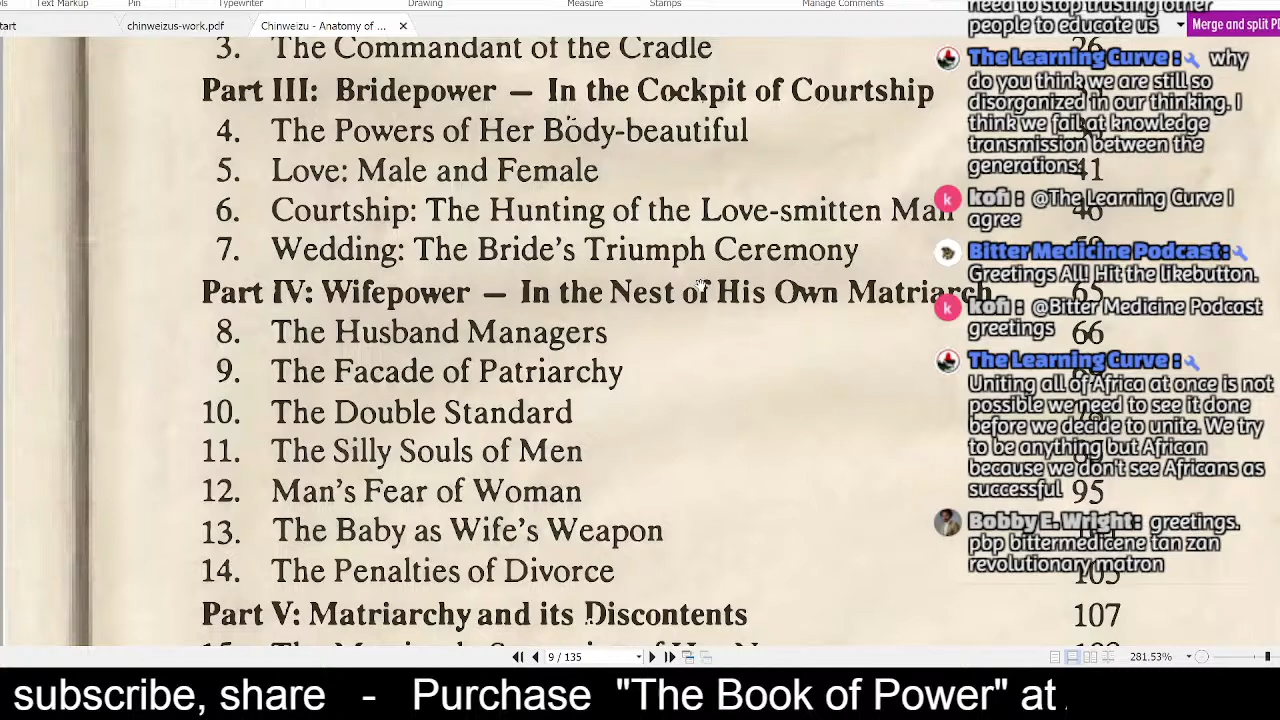 Text Markup
Pin
Typewriter
Drawing
Measure
Stamps
Manage Comments
tart
chinweizus-work.pdf
Chinweizu - Anatomy of ...
Merge and split PD
3. The Commandant of the Cradle 26
Part III: Bridepower — In the Cockpit of Courtship
4. The Powers of Her Body-beautiful
5. Love: Male and Female 41
6. Courtship: The Hunting of the Love-smitten Man 46
7. Wedding: The Bride's Triumph Ceremony
Part IV: Wifepower — In the Nest of His Own Matriarch 65
8. The Husband Managers 66
9. The Facade of Patriarchy
10. The Double Standard
11. The Silly Souls of Men
12. Man's Fear of Woman 95
13. The Baby as Wife's Weapon
14. The Penalties of Divorce 105
Part V: Matriarchy and its Discontents 107
need to stop trusting other
people to educate us
The Learning Curve : why
do you think we are still so
disorganized in our thinking. I
think we fail at knowledge
transmission between the
generations.
k
kofi : @The Learning Curve I
agree
Bitter Medicine Podcast:
Greetings All! Hit the likebutton.
k
kofi : @Bitter Medicine Podcast
greetings
The Learning Curve :
Uniting all of Africa at once is not
possible we need to see it done
before we decide to unite. We try
to be anything but African
because we don't see Africans as
successful
Bobby E. Wright : greetings.
pbp bittermedicene tan zan
revolutionary matron
9 / 135
281.53%
subscribe, share - Purchase "The Book of Power" at